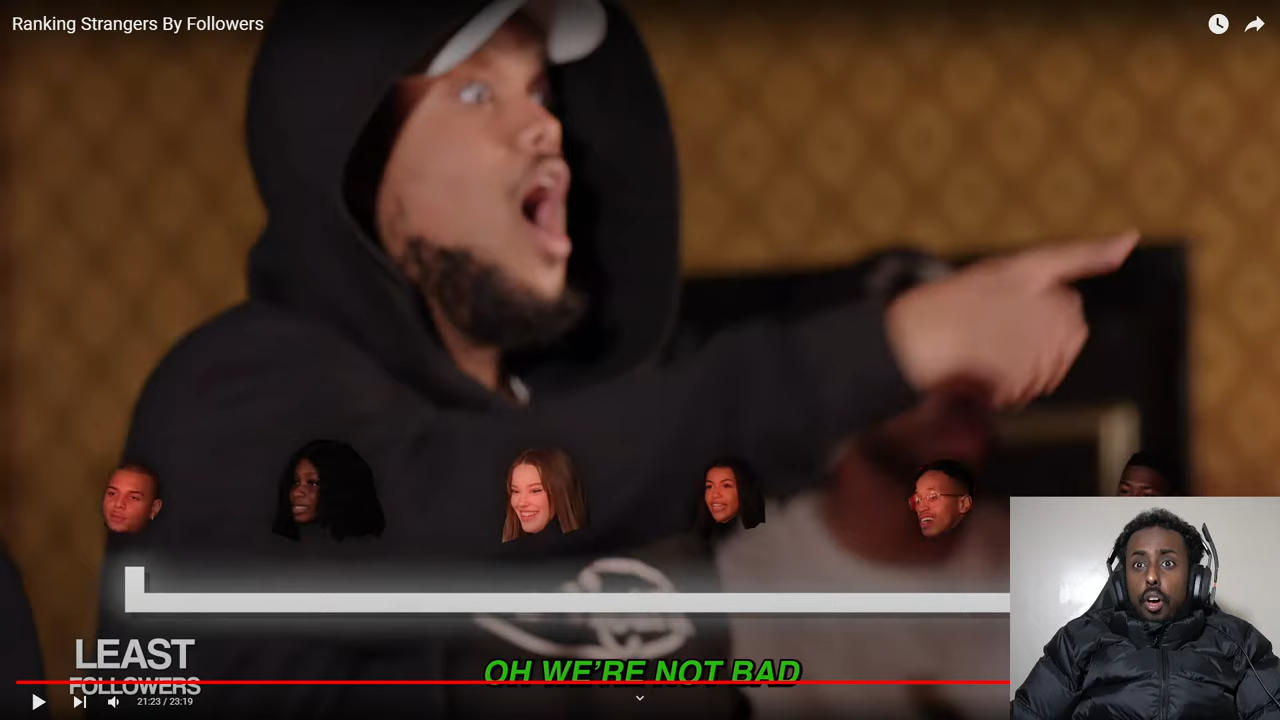 Ranking Strangers By Followers
LEAST
FOLLOWERS
OH WE'RE NOT BAD
21:23 / 23:19